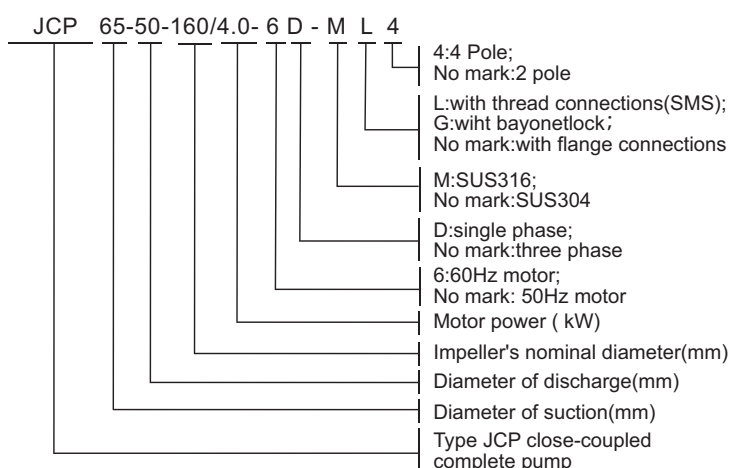 JCP 65-50-160/4.0- 6 D - M L 4
4:4 Pole;
No mark:2 pole
L:with thread connections(SMS);
G:wiht bayonetlock;
No mark:with flange connections
M:SUS316;
No mark:SUS304
D:single phase;
No mark:three phase
6:60Hz motor;
No mark: 50Hz motor
Motor power ( kW)
Impeller's nominal diameter(mm)
Diameter of discharge(mm)
Diameter of suction(mm)
Type JCP close-coupled
complete pump